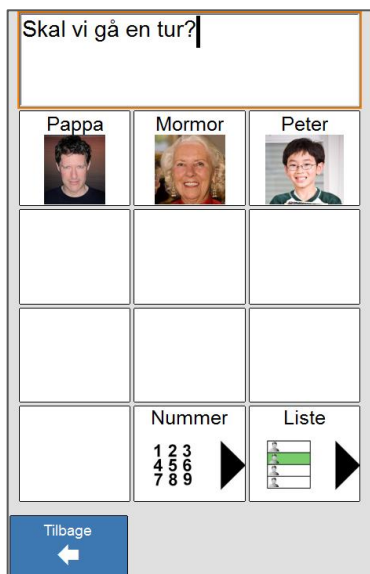 Skal vi gå en tur?
Pappa Mormor Peter
Nummer Liste
1 2 3
4 5 6
7 8 9
Tilbage